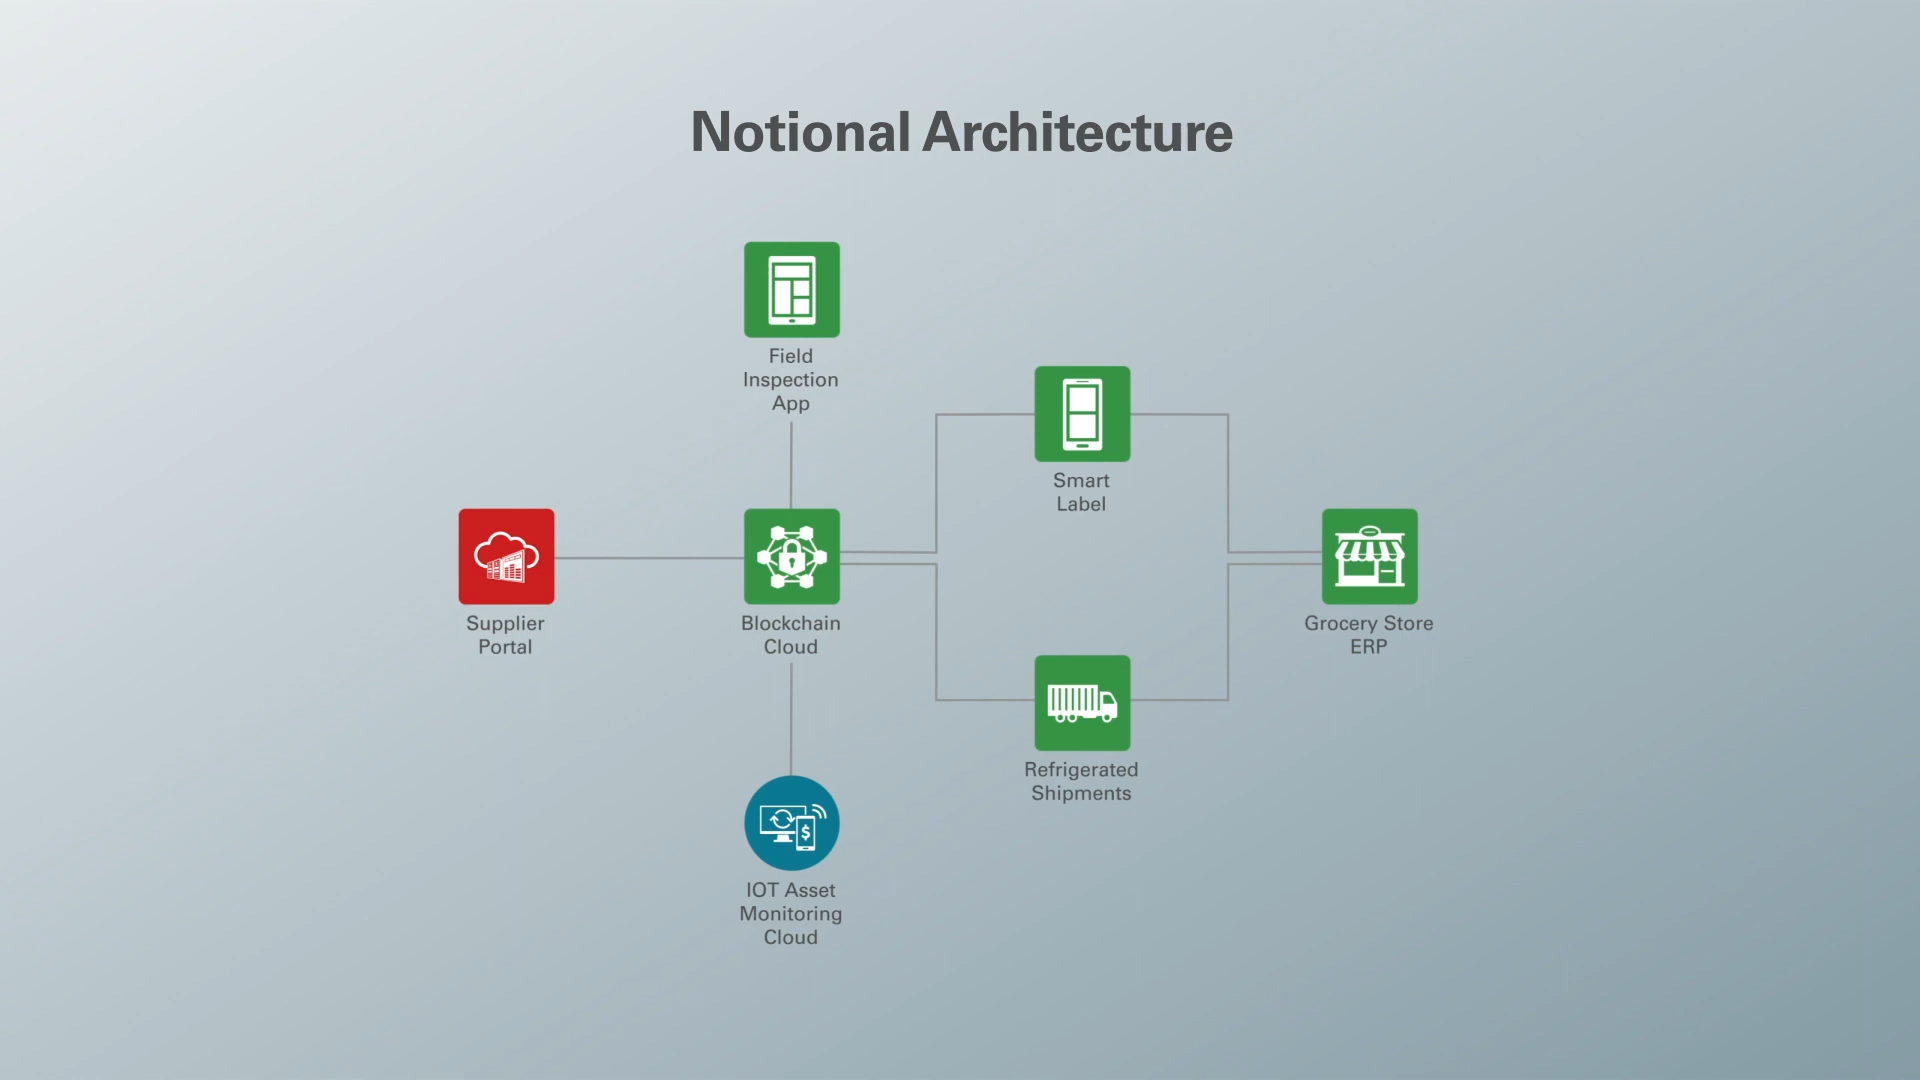 Notional Architecture
Field
Inspection
App
Smart
Label
Supplier
Portal
Blockchain
Cloud
Grocery Store
ERP
Refrigerated
Shipments
$
IOT Asset
Monitoring
Cloud